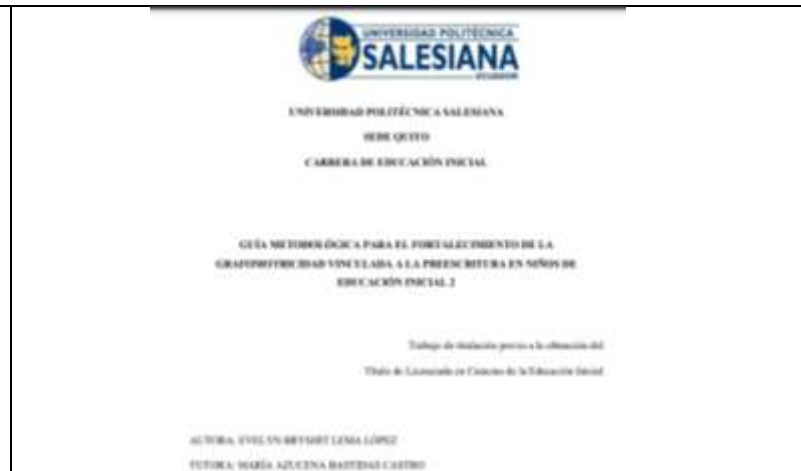 UNIVERSIDAD POLITÉCNICA
SALESIANA
ECUADOR
UNIVERSIDAD POLITÉCNICA SALESIANA
SEDE QUITO
CARRERA DE EDUCACIÓN INICIAL
GUÍA METODOLÓGICA PARA EL FORTALECIMIENTO DE LA
GRAFOMOTRICIDAD VINCULADA A LA PREESCRITURA EN NIÑOS DE
EDUCACIÓN INICIAL 2
Trabajo de titulación previo a la obtención del
Título de Licenciada en Ciencias de la Educación Inicial
AUTORA: EVELYN LEMA LÓPEZ
TUTORA: MARÍA AZUCENA BASTIDAS CASTRO